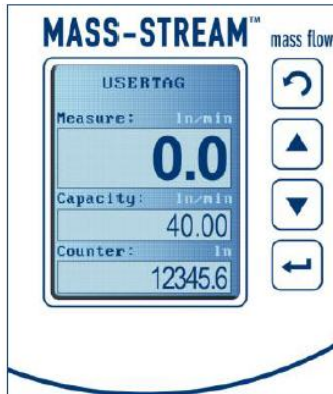 MASS-STREAM™ mass flow
USERTAG
Measure: ln/min
0.0
Capacity: ln/min
40.00
Counter: ln
12345.6